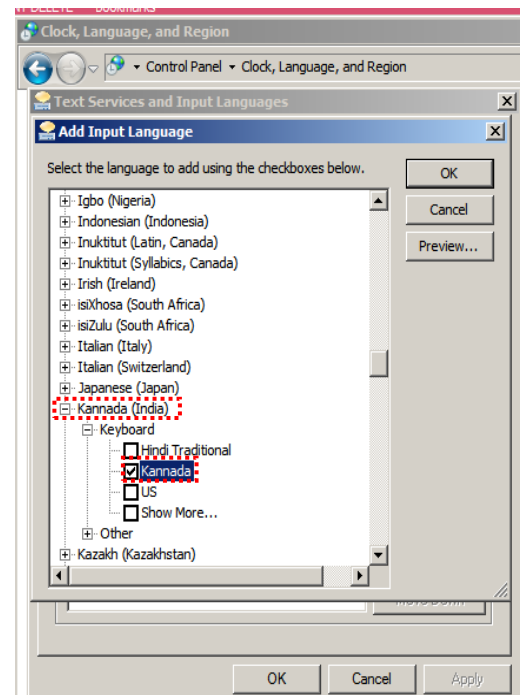 Bookmarks
Clock, Language, and Region
Control Panel Clock, Language, and Region
Text Services and Input Languages
Add Input Language
Select the language to add using the checkboxes below.
OK
Cancel
Preview...
Igbo (Nigeria)
Indonesian (Indonesia)
Inuktitut (Latin, Canada)
Inuktitut (Syllabics, Canada)
Irish (Ireland)
isiXhosa (South Africa)
isiZulu (South Africa)
Italian (Italy)
Italian (Switzerland)
Japanese (Japan)
Kannada (India)
Keyboard
Hindi Traditional
Kannada
US
Show More...
Other
Kazakh (Kazakhstan)
OK Cancel Apply